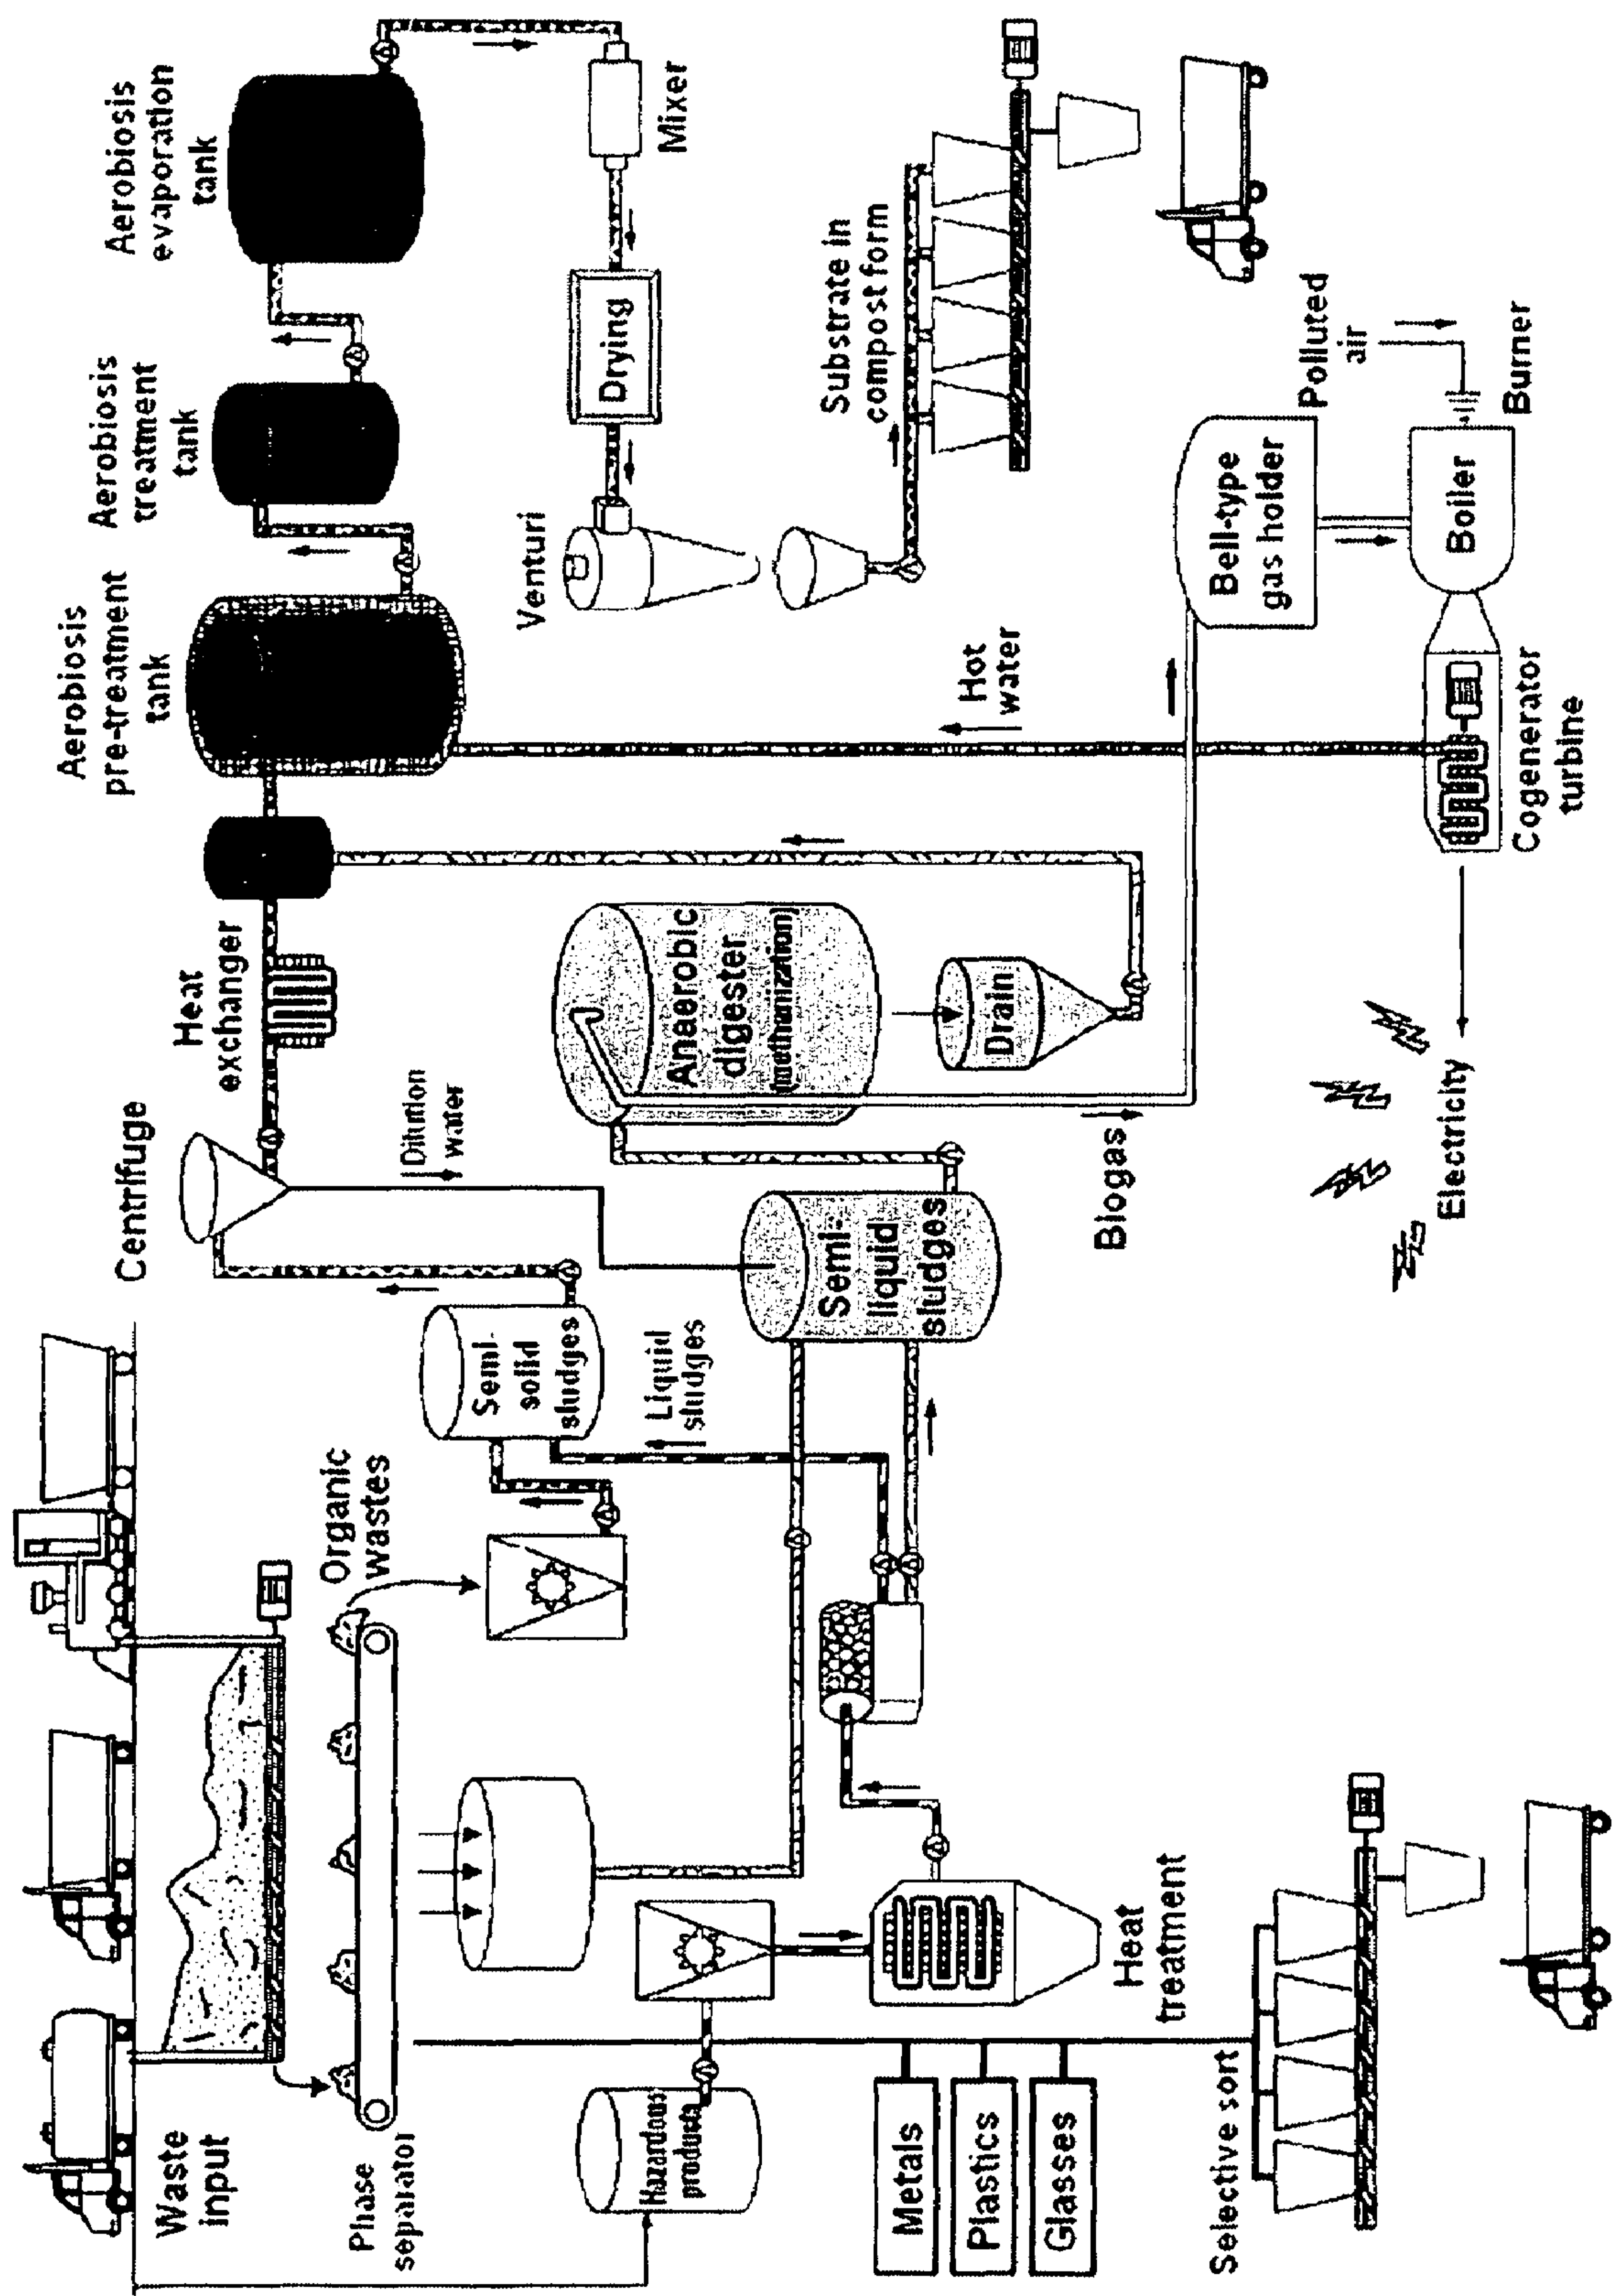 Waste
input
Phase
separator
Organic
wastes
Hazardous
products
Metals
Plastics
Glasses
Selective sort
Heat
treatment
Semi-
solid
sludges
Liquid
sludges
Semi-
liquid
sludges
Centrifuge
Dilution
water
Heat
exchanger
Anaerobic
digester
(methanization)
Drain
Biogas
Electricity
Aerobiosis
pre-treatment
tank
Aerobiosis
treatment
tank
Aerobiosis
evaporation
tank
Mixer
Drying
Venturi
Substrate in
compost form
Hot
water
Bell-type
gas holder
Polluted
air
Burner
Boiler
Cogenerator
turbine